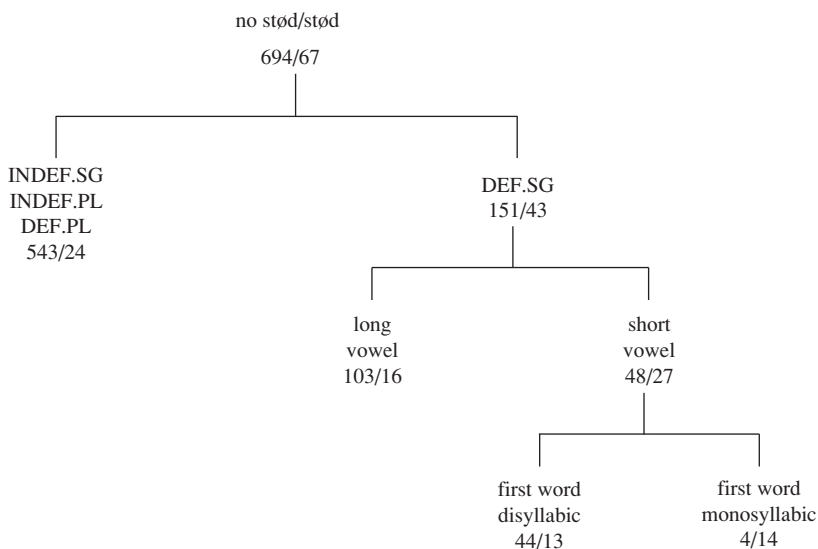 no stød/stød
694/67
INDEF.SG
INDEF.PL
DEF.PL
543/24
DEF.SG
151/43
long
vowel
103/16
short
vowel
48/27
first word
disyllabic
44/13
first word
monosyllabic
4/14